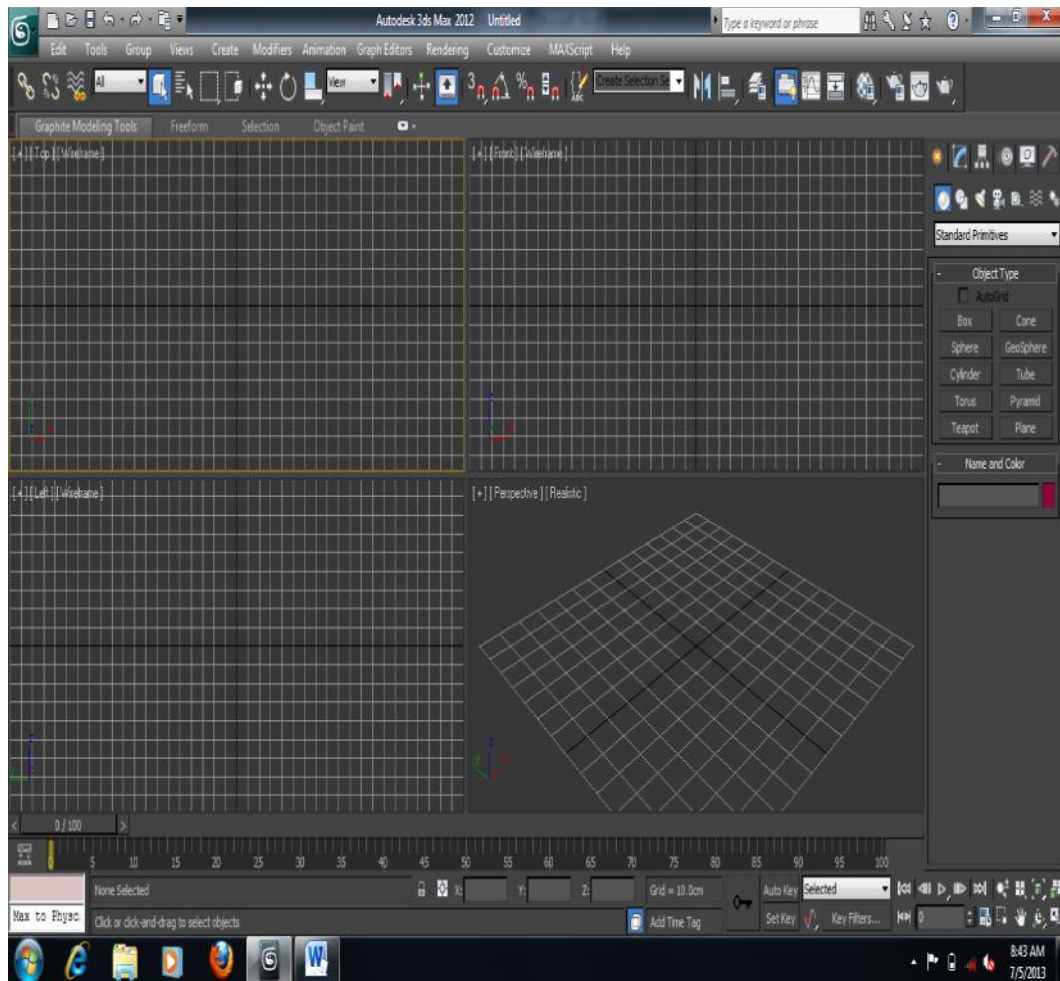 Autodesk 3ds Max 2012 Untitled Type a keyword or phrase
Edit Tools Group Views Create Modifiers Animation Graph Editors Rendering Customize MAXScript Help
All View 3 Create Selection Se
Graphite Modeling Tools Freeform Selection Object Paint
[ + ] [ Top ] [ Wireframe ] [ + ] [ Front ] [ Wireframe ]
Standard Primitives
- Object Type
AutoGrid
Box Cone
Sphere GeoSphere
Cylinder Tube
Torus Pyramid
Teapot Plane
- Name and Color
[ + ] [ Left ] [ Wireframe ] [ + ] [ Perspective ] [ Realistic ]
< 0 / 100 >
0 5 10 15 20 25 30 35 40 45 50 55 60 65 70 75 80 85 90 95 100
None Selected X: Y: Z: Grid = 10.0cm Auto Key Selected
Max to Physc. Click or click-and-drag to select objects Add Time Tag Set Key Key Filters... 0
8:43 AM
7/5/2013